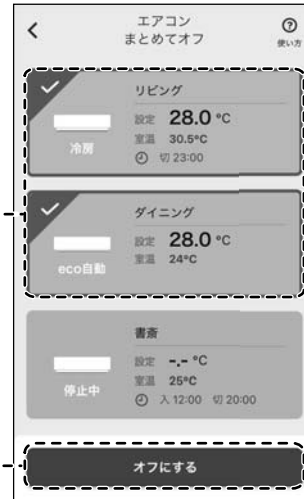 エアコン
まとめてオフ
使い方
リビング
設定 28.0 ℃
室温 30.5℃
冷房
切 23:00
ダイニング
設定 28.0 ℃
室温 24℃
eco自動
書斎
設定 -.- ℃
室温 25℃
停止中
入 12:00 切 20:00
オフにする